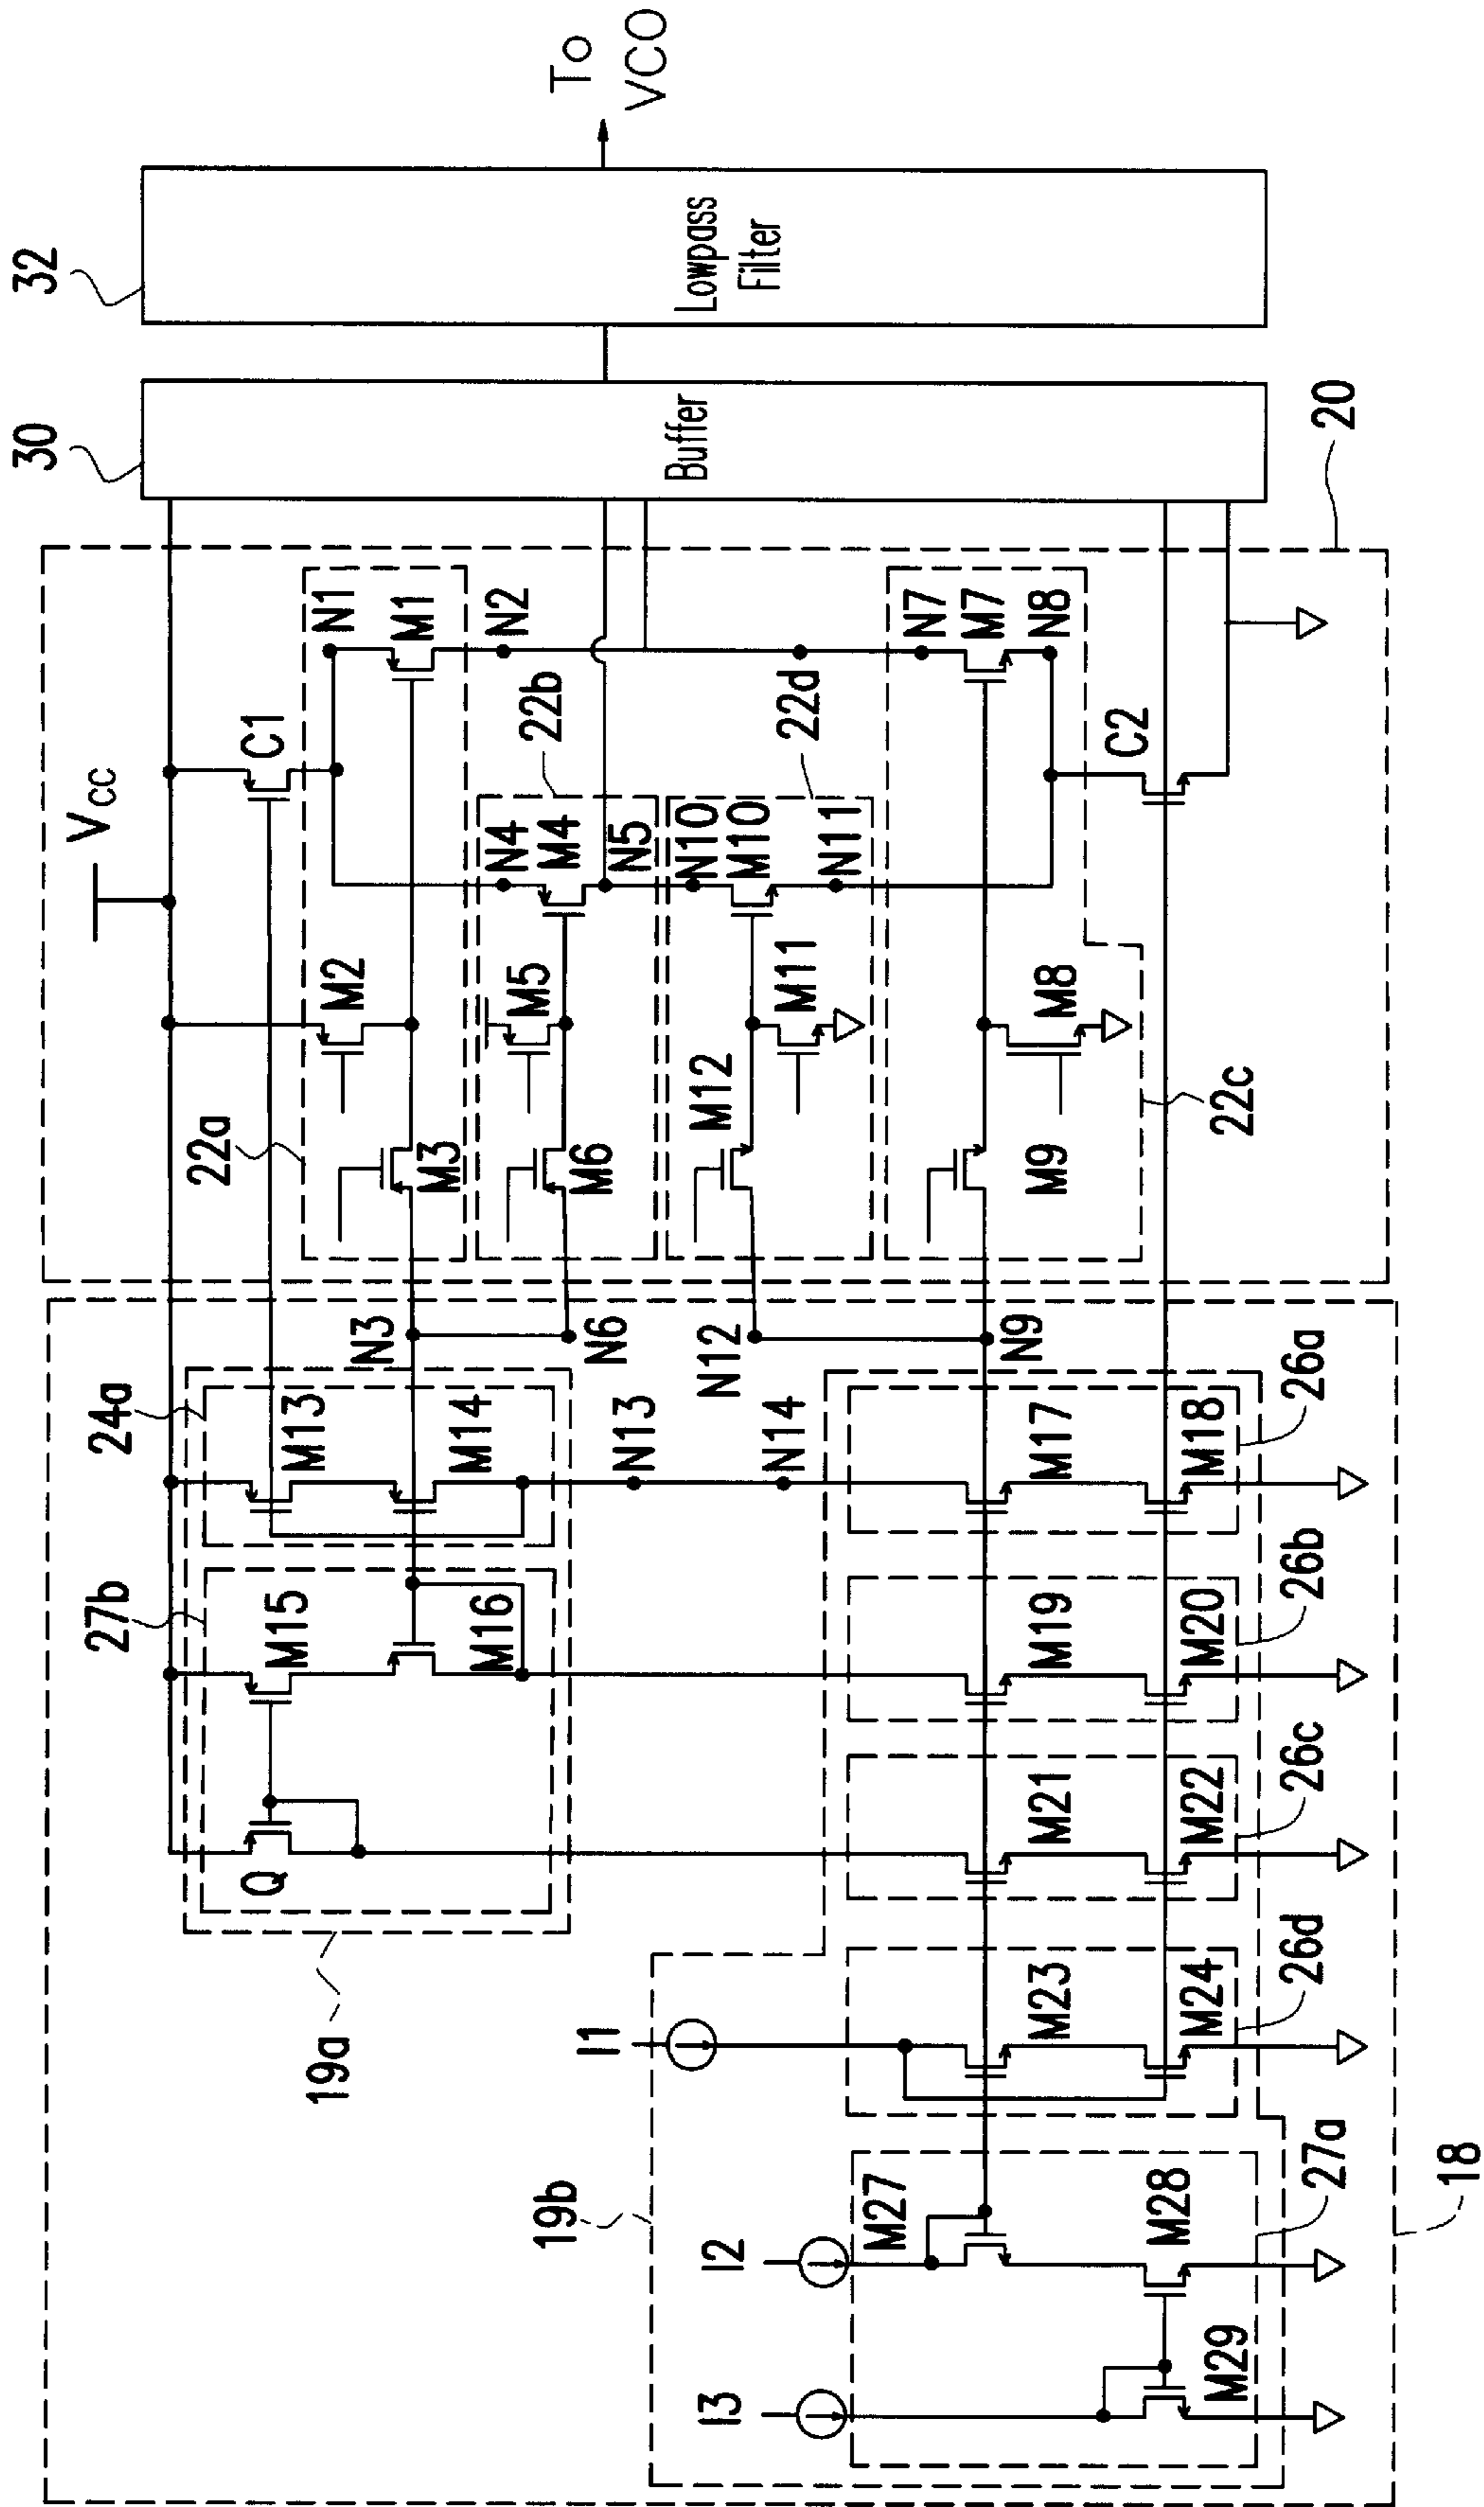 32
Lowpass
Filter
To
VCO
30
Buffer
20
VCC
C1
N1
M1
N2
M2
22a
M3
22b
N4
M4
N5
M5
M6
22d
N10
M10
N11
M11
M12
N7
M7
N8
M8
M9
22c
C2
N3
N6
N12
N9
24a
M13
M14
N13
N14
M17
M18
26a
27b
M15
M16
M19
M20
26b
Q
M21
M22
26c
19a
I1
M23
M24
26d
19b
I2
M27
M28
27a
I3
M29
18